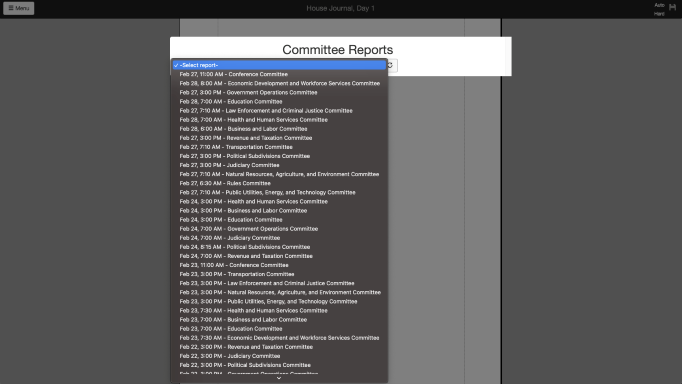 Menu
House Journal, Day 1
Auto
Hard
Committee Reports
-Select report-
Feb 27, 11:00 AM - Conference Committee
Feb 28, 8:00 AM - Economic Development and Workforce Services Committee
Feb 27, 3:00 PM - Government Operations Committee
Feb 28, 7:00 AM - Education Committee
Feb 27, 7:10 AM - Law Enforcement and Criminal Justice Committee
Feb 28, 7:00 AM - Health and Human Services Committee
Feb 28, 6:00 AM - Business and Labor Committee
Feb 27, 3:00 PM - Revenue and Taxation Committee
Feb 27, 7:10 AM - Transportation Committee
Feb 27, 3:00 PM - Political Subdivisions Committee
Feb 27, 3:00 PM - Judiciary Committee
Feb 27, 7:10 AM - Natural Resources, Agriculture, and Environment Committee
Feb 27, 6:30 AM - Rules Committee
Feb 27, 7:10 AM - Public Utilities, Energy, and Technology Committee
Feb 24, 3:00 PM - Health and Human Services Committee
Feb 24, 3:00 PM - Business and Labor Committee
Feb 24, 3:00 PM - Education Committee
Feb 24, 7:00 AM - Government Operations Committee
Feb 24, 7:00 AM - Judiciary Committee
Feb 24, 8:15 AM - Political Subdivisions Committee
Feb 24, 7:00 AM - Revenue and Taxation Committee
Feb 23, 11:00 AM - Conference Committee
Feb 23, 3:00 PM - Transportation Committee
Feb 23, 3:00 PM - Law Enforcement and Criminal Justice Committee
Feb 23, 3:00 PM - Natural Resources, Agriculture, and Environment Committee
Feb 23, 3:00 PM - Public Utilities, Energy, and Technology Committee
Feb 23, 7:30 AM - Health and Human Services Committee
Feb 23, 7:00 AM - Business and Labor Committee
Feb 23, 7:00 AM - Education Committee
Feb 23, 7:30 AM - Economic Development and Workforce Services Committee
Feb 22, 3:00 PM - Revenue and Taxation Committee
Feb 22, 3:00 PM - Judiciary Committee
Feb 22, 3:00 PM - Political Subdivisions Committee
Feb 22, 3:00 PM - Government Operations Committee